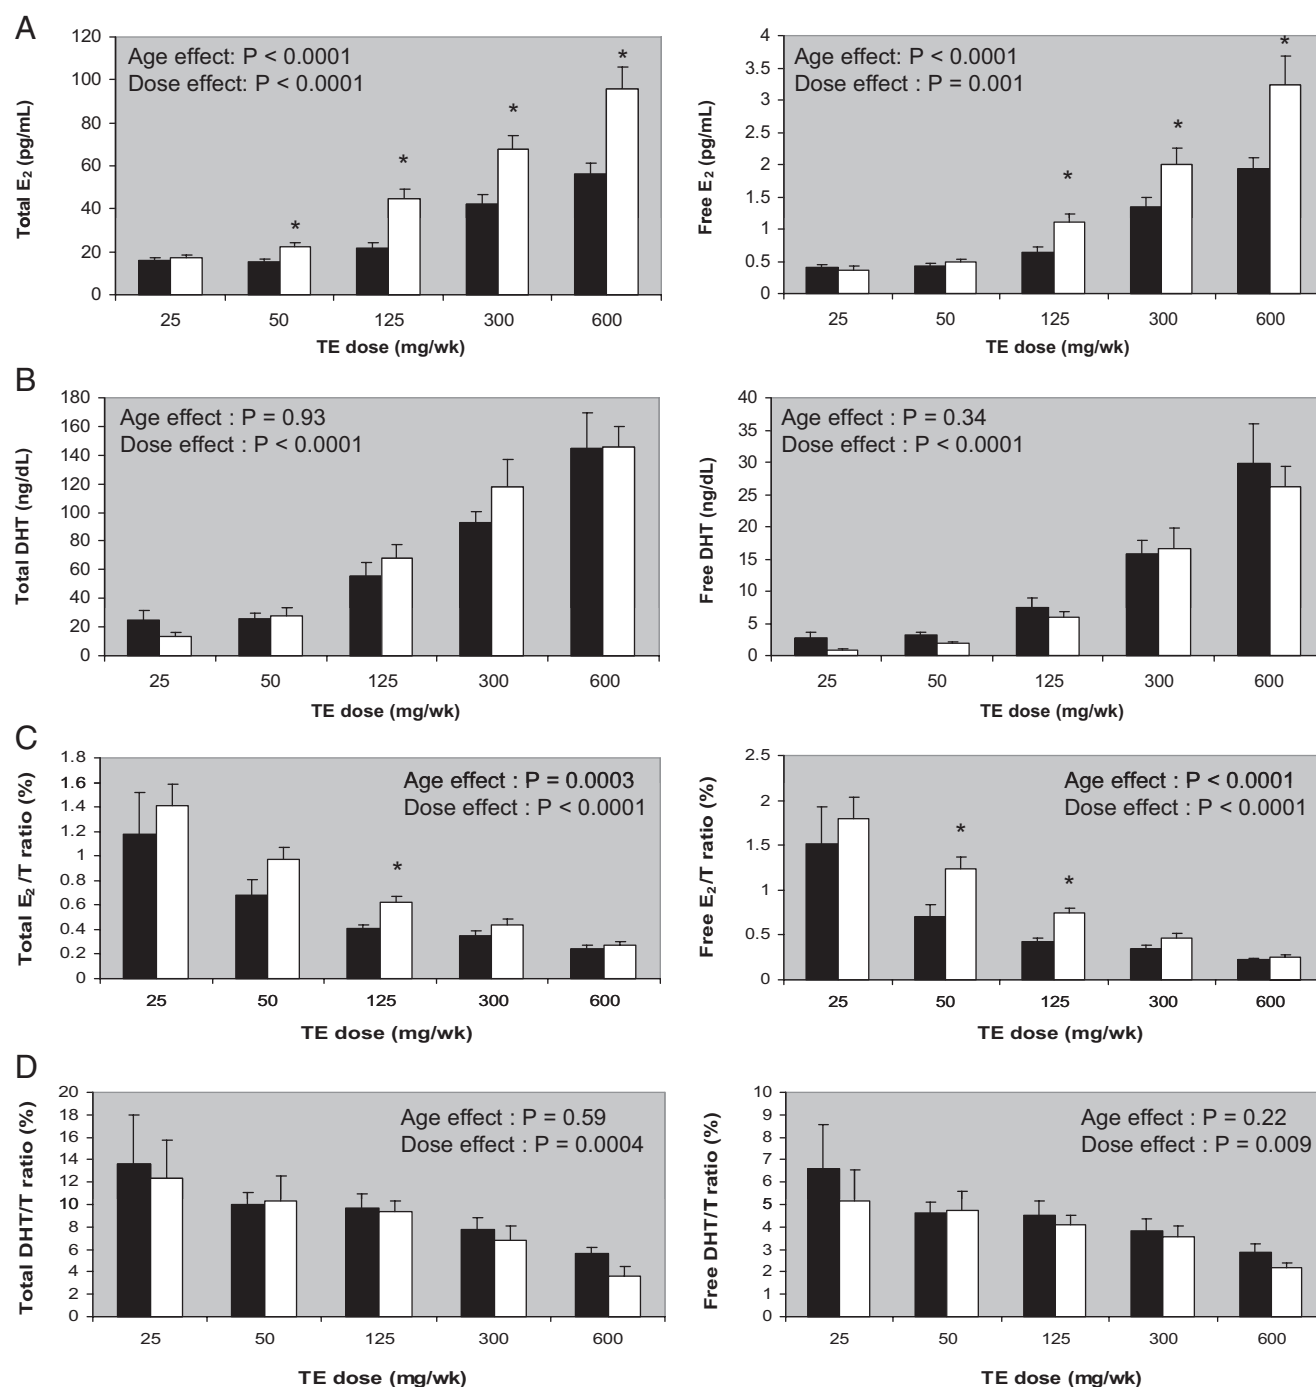 A
Age effect: P < 0.0001
Dose effect: P < 0.0001
Total E2 (pg/mL)
120
100
80
60
40
20
0
*
*
*
*
25 50 125 300 600
TE dose (mg/wk)
Age effect: P < 0.0001
Dose effect : P = 0.001
Free E2 (pg/mL)
4
3.5
3
2.5
2
1.5
1
0.5
0
*
*
*
25 50 125 300 600
TE dose (mg/wk)
B
Age effect : P = 0.93
Dose effect : P < 0.0001
Total DHT (ng/dL)
180
160
140
120
100
80
60
40
20
0
25 50 125 300 600
TE dose (mg/wk)
Age effect : P = 0.34
Dose effect : P < 0.0001
Free DHT (ng/dL)
40
35
30
25
20
15
10
5
0
25 50 125 300 600
TE dose (mg/wk)
C
Age effect : P = 0.0003
Dose effect : P < 0.0001
Total E2/T ratio (%)
1.8
1.6
1.4
1.2
1
0.8
0.6
0.4
0.2
0
*
25 50 125 300 600
TE dose (mg/wk)
Age effect : P < 0.0001
Dose effect : P < 0.0001
Free E2/T ratio (%)
2.5
2
1.5
1
0.5
0
*
*
25 50 125 300 600
TE dose (mg/wk)
D
Age effect : P = 0.59
Dose effect : P = 0.0004
Total DHT/T ratio (%)
20
18
16
14
12
10
8
6
4
2
0
25 50 125 300 600
TE dose (mg/wk)
Age effect : P = 0.22
Dose effect : P = 0.009
Free DHT/T ratio (%)
10
9
8
7
6
5
4
3
2
1
0
25 50 125 300 600
TE dose (mg/wk)